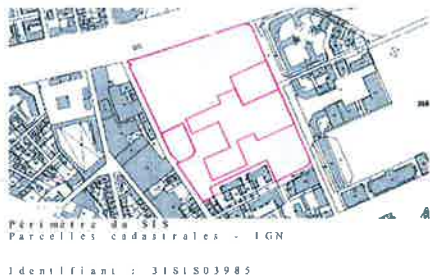 Périmètre du SIS
Parcelles cadastrales - IGN
Identifiant : 31SIS03985